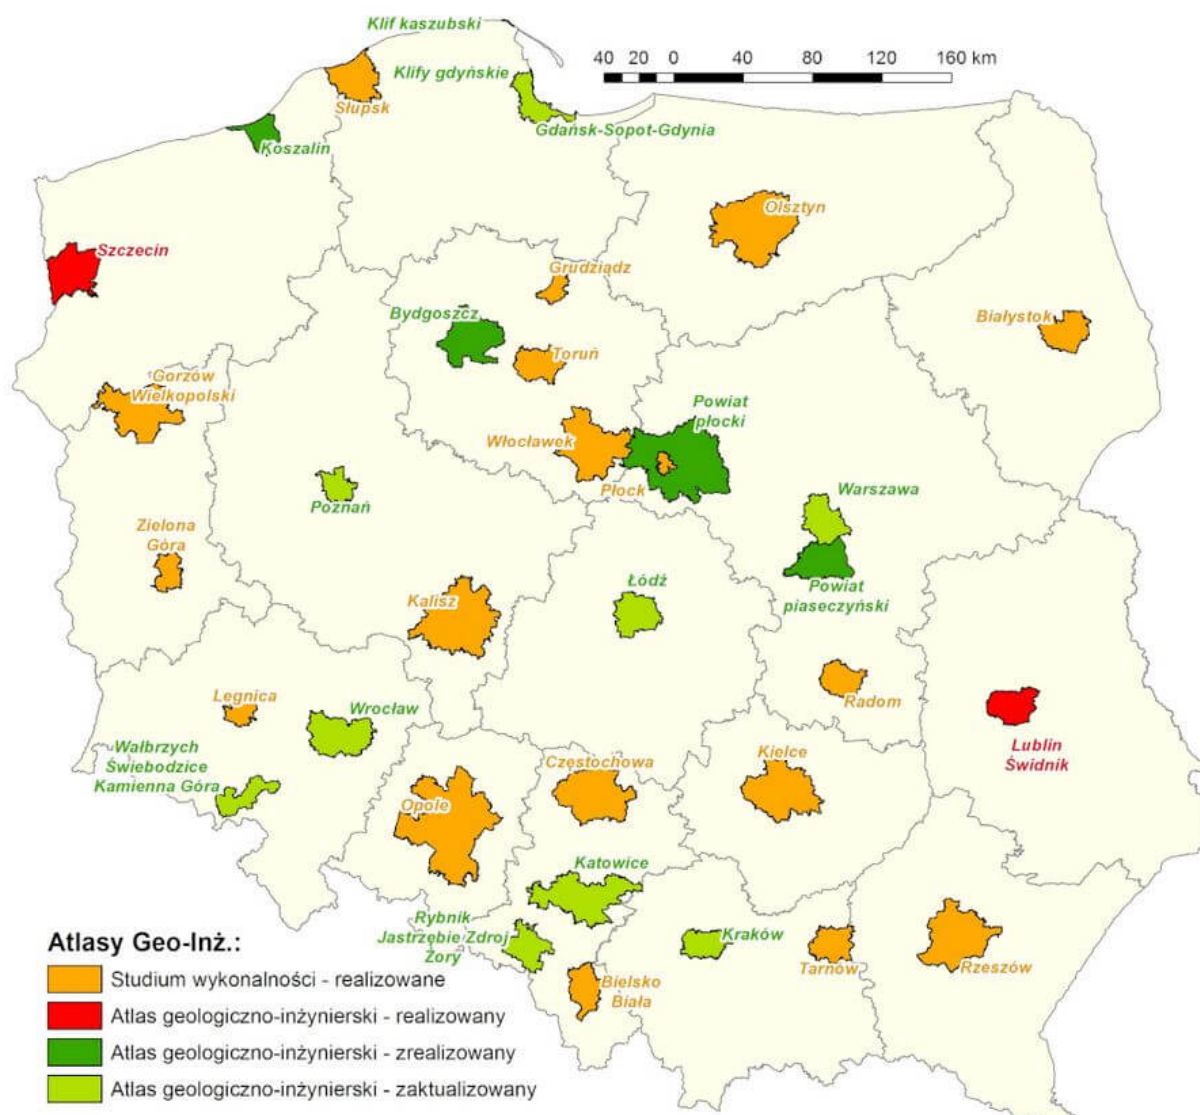 Klif kaszubski
40 20 0 40 80 120 160 km
Klify gdyńskie
Słupsk
Gdańsk-Sopot-Gdynia
Koszalin
Olsztyn
Szczecin
Grudziądz
Bydgoszcz
Białystok
Toruń
Gorzów
Wielkopolski
Powiat
płocki
Włocławek
Płock
Warszawa
Poznań
Zielona
Góra
Łódź
Powiat
piaseczyński
Kalisz
Legnica
Radom
Wrocław
Lublin
Świdnik
Wałbrzych
Świebodzice
Kamienna Góra
Częstochowa
Kielce
Opole
Katowice
Rybnik
Jastrzębie Zdroj
Żory
Kraków
Tarnów
Rzeszów
Bielsko
Biała
Atlasy Geo-Inż.:
Studium wykonalności - realizowane
Atlas geologiczno-inżynierski - realizowany
Atlas geologiczno-inżynierski - zrealizowany
Atlas geologiczno-inżynierski - zaktualizowany